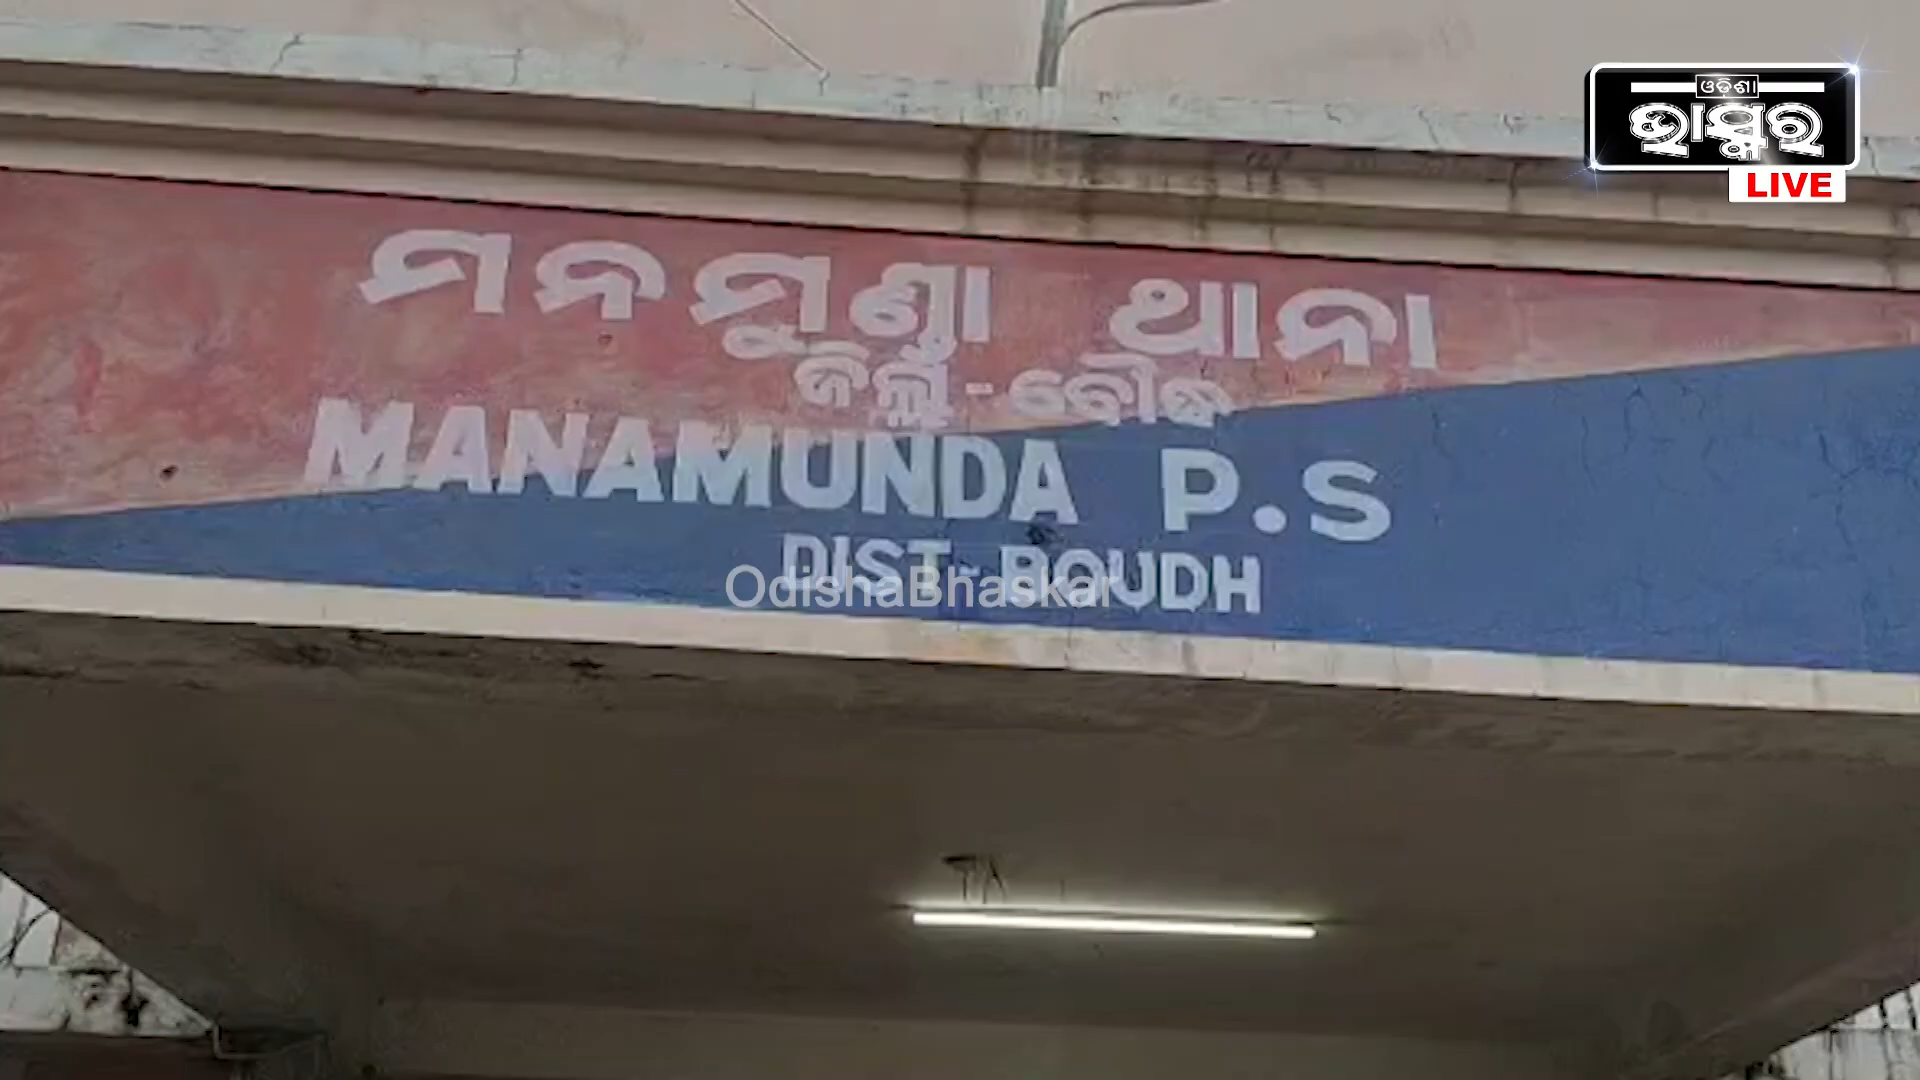 ଓଡ଼ିଶା
ଭାସ୍କର
LIVE
ମନମୁଣ୍ଡା ଥାନା
ଜିଲ୍ଲା - ବୌଦ୍ଧ
MANAMUNDA P.S
DIST - BOUDH
OdishaBhaskar